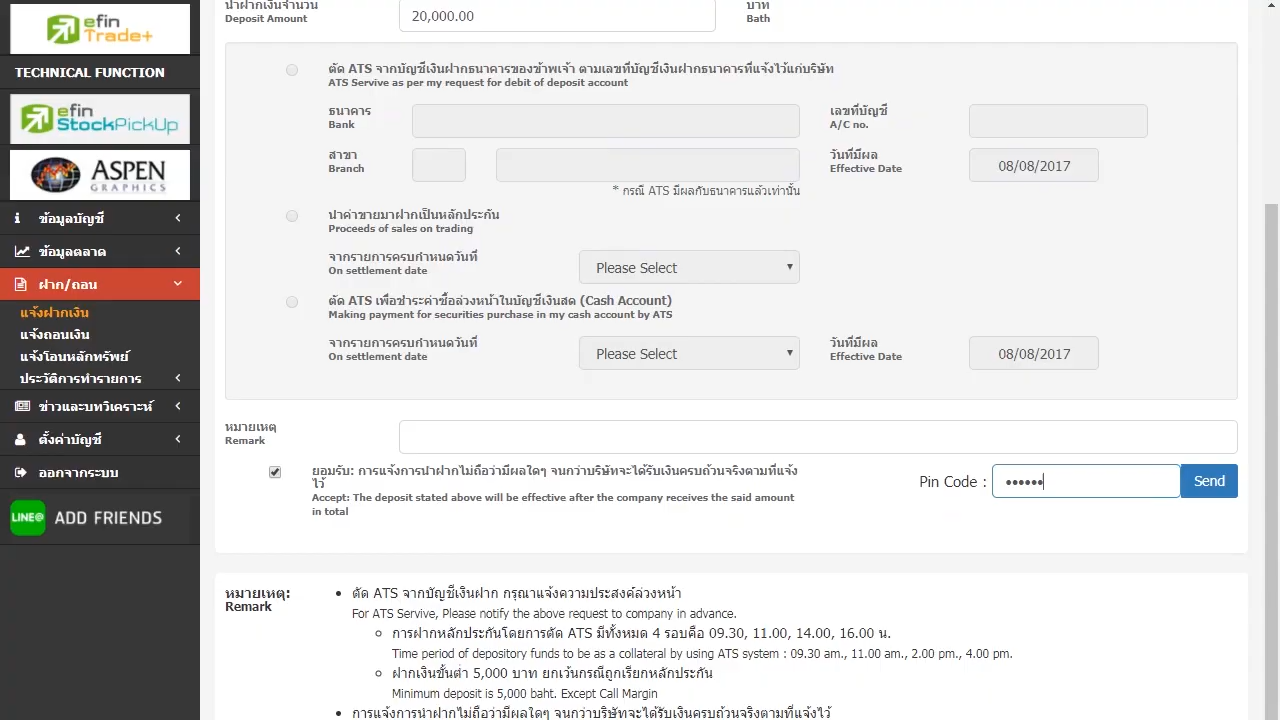 efin
Trade+
TECHNICAL FUNCTION
efin
StockPickUp
ASPEN
GRAPHICS
ข้อมูลบัญชี
ข้อมูลตลาด
ฝาก/ถอน
แจ้งฝากเงิน
แจ้งถอนเงิน
แจ้งโอนหลักทรัพย์
ประวัติการทำรายการ
ข่าวและบทวิเคราะห์
ตั้งค่าบัญชี
ออกจากระบบ
LINE@ ADD FRIENDS
นำฝากเงินจำนวน
Deposit Amount
20,000.00
บาท
Bath
ตัด ATS จากบัญชีเงินฝากธนาคารของข้าพเจ้า ตามเลขที่บัญชีเงินฝากธนาคารที่แจ้งไว้แก่บริษัท
ATS Servive as per my request for debit of deposit account
ธนาคาร
Bank
เลขที่บัญชี
A/C no.
สาขา
Branch
วันที่มีผล
Effective Date
08/08/2017
* กรณี ATS มีผลกับธนาคารแล้วเท่านั้น
นำค่าขายมาฝากเป็นหลักประกัน
Proceeds of sales on trading
จากรายการครบกำหนดวันที่
On settlement date
Please Select
ตัด ATS เพื่อชำระค่าซื้อล่วงหน้าในบัญชีเงินสด (Cash Account)
Making payment for securities purchase in my cash account by ATS
จากรายการครบกำหนดวันที่
On settlement date
Please Select
วันที่มีผล
Effective Date
08/08/2017
หมายเหตุ
Remark
ยอมรับ: การแจ้งการนำฝากไม่ถือว่ามีผลใดๆ จนกว่าบริษัทจะได้รับเงินครบถ้วนจริงตามที่แจ้ง
ไว้
Accept: The deposit stated above will be effective after the company receives the said amount
in total
Pin Code :
••••••
Send
หมายเหตุ:
Remark
• ตัด ATS จากบัญชีเงินฝาก กรุณาแจ้งความประสงค์ล่วงหน้า
For ATS Servive, Please notify the above request to company in advance.
การฝากหลักประกันโดยการตัด ATS มีทั้งหมด 4 รอบคือ 09.30, 11.00, 14.00, 16.00 น.
Time period of depository funds to be as a collateral by using ATS system : 09.30 am., 11.00 am., 2.00 pm., 4.00 pm.
ฝากเงินขั้นต่ำ 5,000 บาท ยกเว้นกรณีถูกเรียกหลักประกัน
Minimum deposit is 5,000 baht. Except Call Margin
• การแจ้งการนำฝากไม่ถือว่ามีผลใดๆ จนกว่าบริษัทจะได้รับเงินครบถ้วนจริงตามที่แจ้งไว้